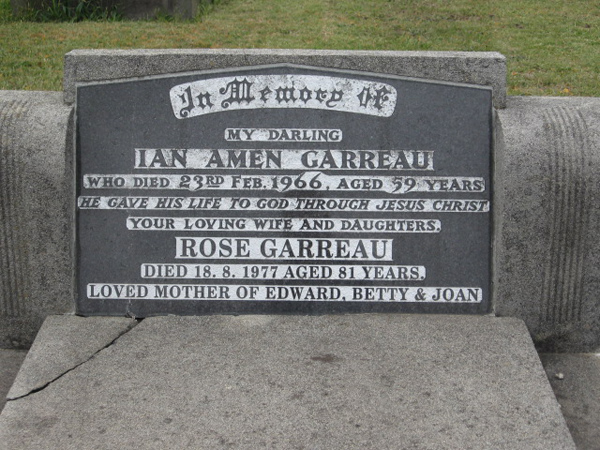 In Memory of
MY DARLING
IAN AMEN GARREAU
WHO DIED 23RD FEB. 1966, AGED 59 YEARS
HE GAVE HIS LIFE TO GOD THROUGH JESUS CHRIST
YOUR LOVING WIFE AND DAUGHTERS.
ROSE GARREAU
DIED 18. 8. 1977 AGED 81 YEARS.
LOVED MOTHER OF EDWARD, BETTY & JOAN